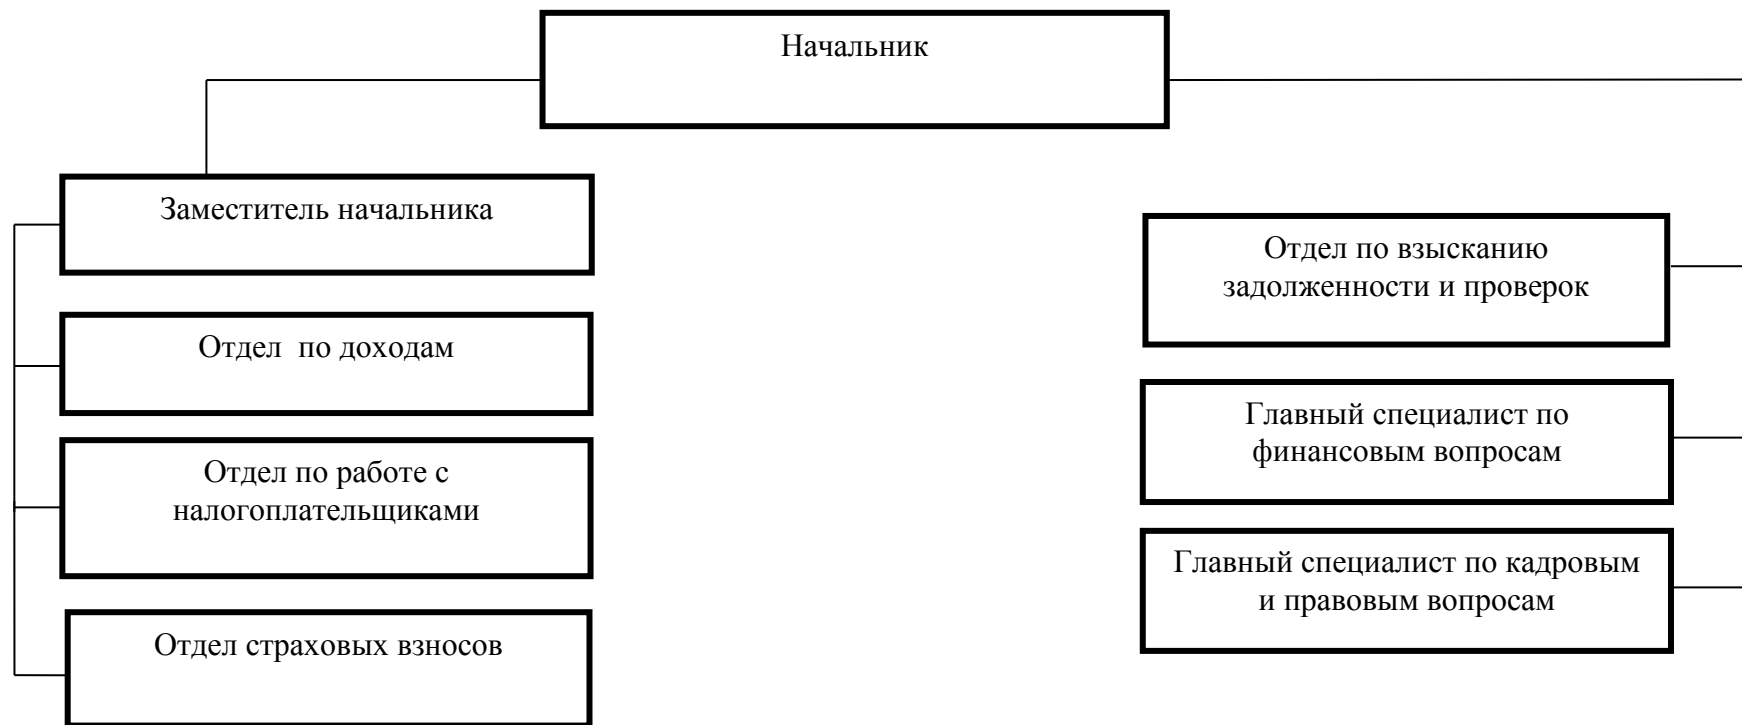 Начальник
Заместитель начальника
Отдел по доходам
Отдел по работе с
налогоплательщиками
Отдел страховых взносов
Отдел по взысканию
задолженности и проверок
Главный специалист по
финансовым вопросам
Главный специалист по кадровым
и правовым вопросам